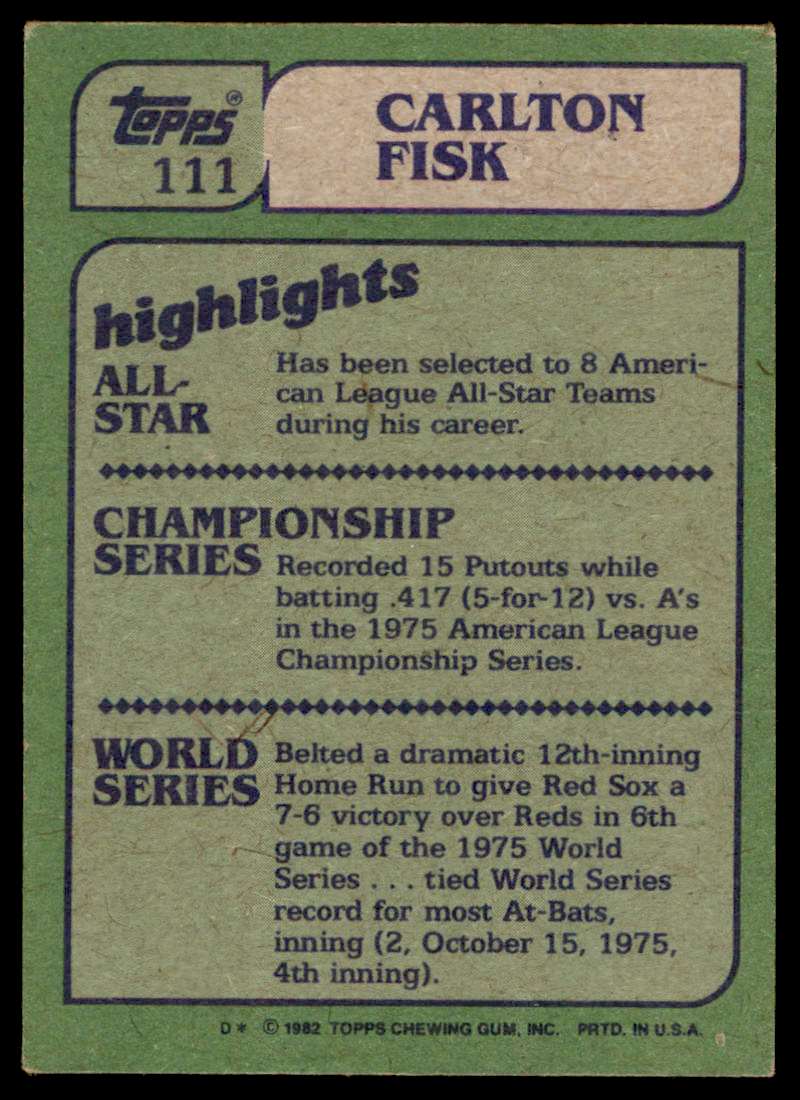 topps®
111
CARLTON
FISK
highlights
ALL-
STAR
Has been selected to 8 Ameri-
can League All-Star Teams
during his career.
CHAMPIONSHIP
SERIES
Recorded 15 Putouts while
batting .417 (5-for-12) vs. A's
in the 1975 American League
Championship Series.
WORLD
SERIES
Belted a dramatic 12th-inning
Home Run to give Red Sox a
7-6 victory over Reds in 6th
game of the 1975 World
Series . . . tied World Series
record for most At-Bats,
inning (2, October 15, 1975,
4th inning).
D* © 1982 TOPPS CHEWING GUM, INC. PRTD. IN U.S.A.